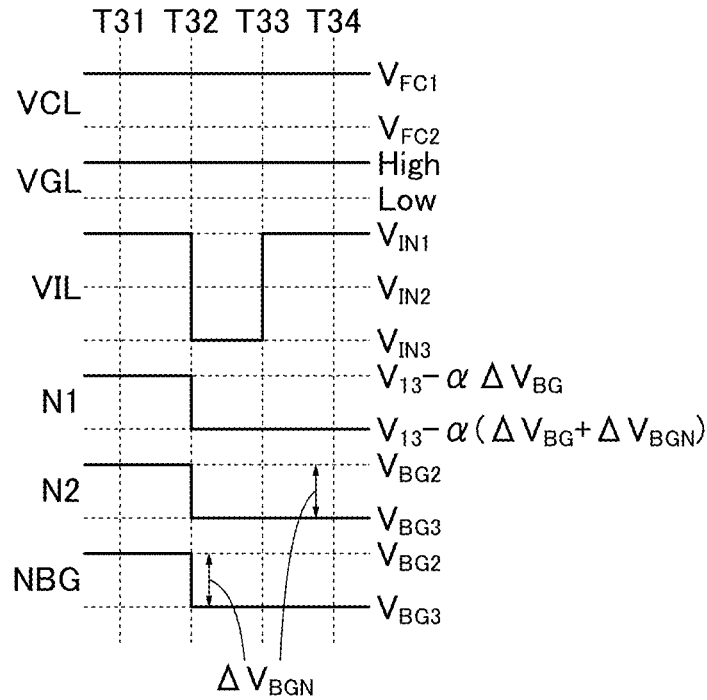 T31 T32 T33 T34
VCL
V_FC1
V_FC2
VGL
High
Low
VIL
V_IN1
V_IN2
V_IN3
N1
V_13-α ΔV_BG
V_13-α(ΔV_BG+ΔV_BGN)
N2
V_BG2
V_BG3
NBG
V_BG2
V_BG3
ΔV_BGN